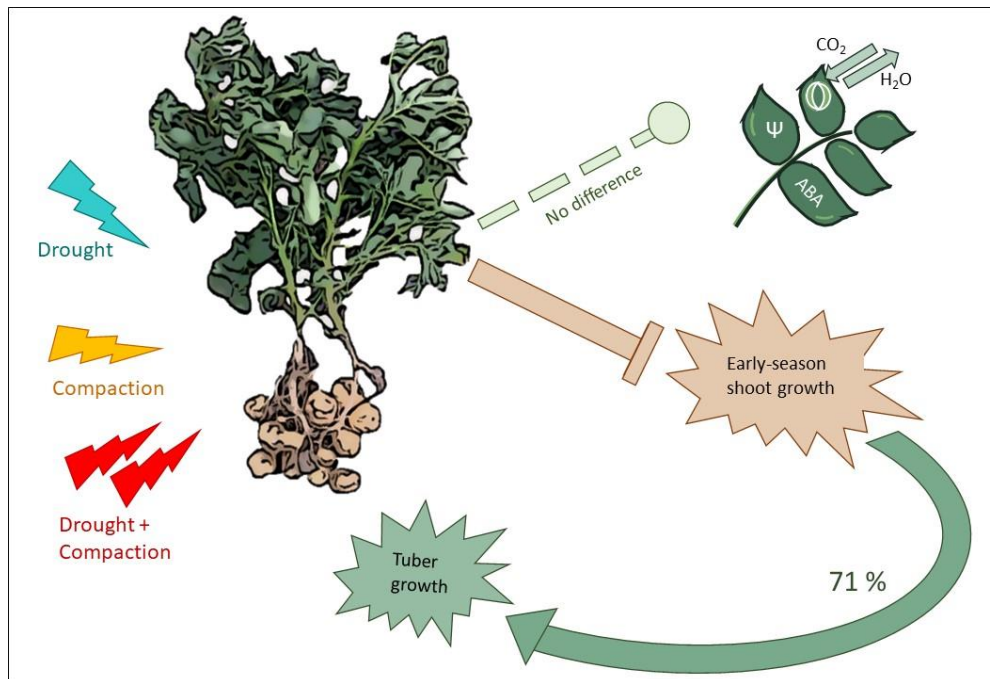 CO₂
H₂O
Ψ
ABA
No difference
Drought
Compaction
Drought +
Compaction
Early-season
shoot growth
Tuber
growth
71 %